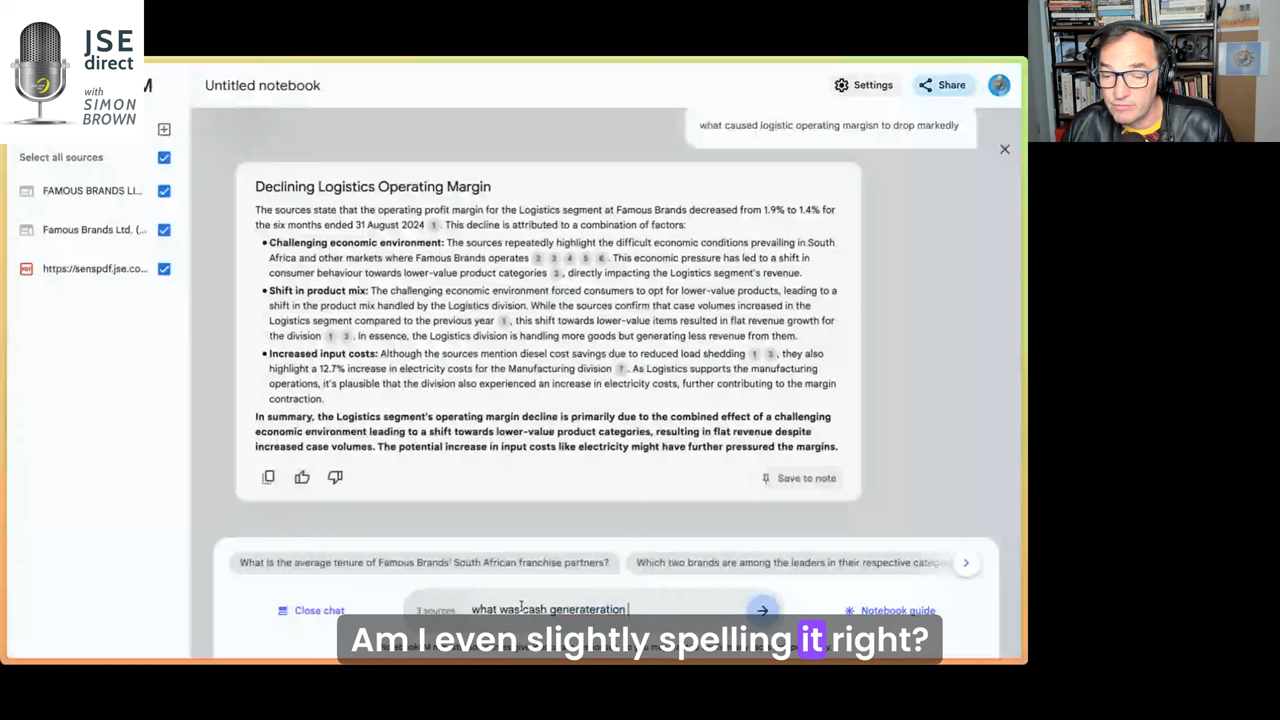 JSE
direct
with
SIMON
BROWN
M
Untitled notebook
Settings
Share
what caused logistic operating margisn to drop markedly
Select all sources
FAMOUS BRANDS LI...
Famous Brands Ltd. (...
https://senspdf.jse.co...
Declining Logistics Operating Margin
The sources state that the operating profit margin for the Logistics segment at Famous Brands decreased from 1.9% to 1.4% for
the six months ended 31 August 2024 1 . This decline is attributed to a combination of factors:
• Challenging economic environment: The sources repeatedly highlight the difficult economic conditions prevailing in South
Africa and other markets where Famous Brands operates 2 3 4 5 6 . This economic pressure has led to a shift in
consumer behaviour towards lower-value product categories 3 , directly impacting the Logistics segment's revenue.
• Shift in product mix: The challenging economic environment forced consumers to opt for lower-value products, leading to a
shift in the product mix handled by the Logistics division. While the sources confirm that case volumes increased in the
Logistics segment compared to the previous year 1 , this shift towards lower-value items resulted in flat revenue growth for
the division 1 3 . In essence, the Logistics division is handling more goods but generating less revenue from them.
• Increased input costs: Although the sources mention diesel cost savings due to reduced load shedding 1 3 , they also
highlight a 12.7% increase in electricity costs for the Manufacturing division 7 . As Logistics supports the manufacturing
operations, it's plausible that the division also experienced an increase in electricity costs, further contributing to the margin
contraction.
In summary, the Logistics segment's operating margin decline is primarily due to the combined effect of a challenging
economic environment leading to a shift towards lower-value product categories, resulting in flat revenue despite
increased case volumes. The potential increase in input costs like electricity might have further pressured the margins.
Save to note
What is the average tenure of Famous Brands' South African franchise partners?
Which two brands are among the leaders in their respective catego
Close chat
3 sources
what was cash generateration
Notebook guide
Am I even slightly spelling it right?